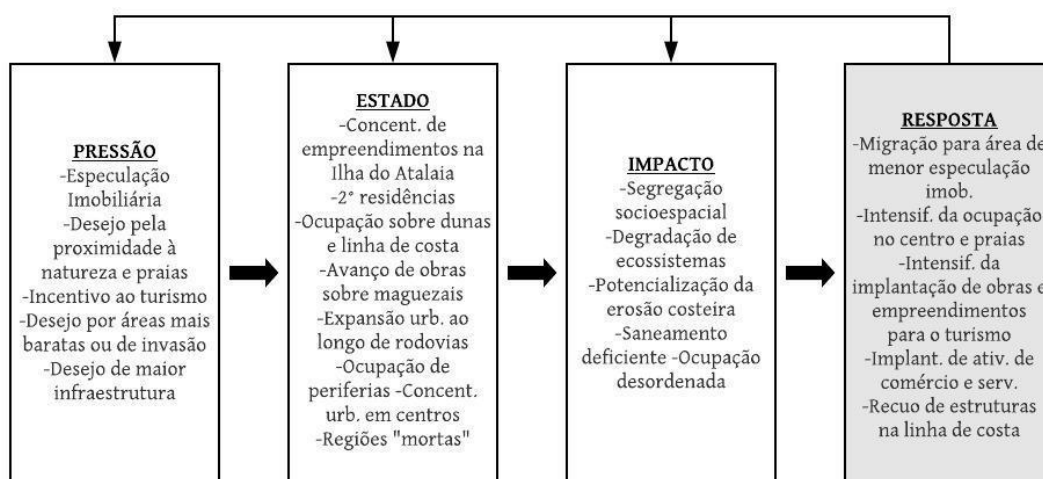 PRESSÃO
-Especulação
Imobiliária
-Desejo pela
proximidade à
natureza e praias
-Incentivo ao turismo
-Desejo por áreas mais
baratas ou de invasão
-Desejo de maior
infraestrutura
ESTADO
-Concent. de
empreendimentos na
Ilha do Atalaia
-2° residências
-Ocupação sobre dunas
e linha de costa
-Avanço de obras
sobre maguezais
-Expansão urb. ao
longo de rodovias
-Ocupação de
periferias -Concent.
urb. em centros
-Regiões "mortas"
IMPACTO
-Segregação
socioespacial
-Degradação de
ecossistemas
-Potencialização da
erosão costeira
-Saneamento
deficiente -Ocupação
desordenada
RESPOSTA
-Migração para área de
menor especulação
imob.
-Intensif. da ocupação
no centro e praias
-Intensif. da
implantação de obras e
empreendimentos
para o turismo
-Implant. de ativ. de
comércio e serv.
-Recuo de estruturas
na linha de costa